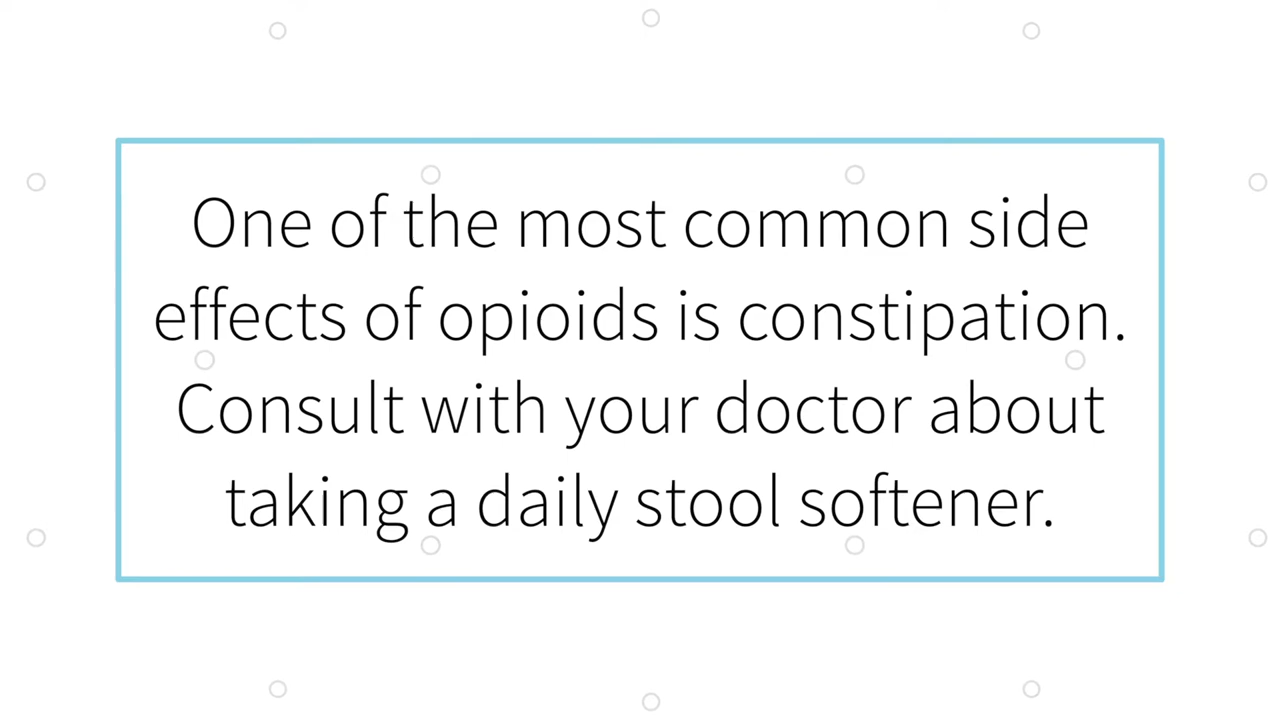 One of the most common side
effects of opioids is constipation.
Consult with your doctor about
taking a daily stool softener.